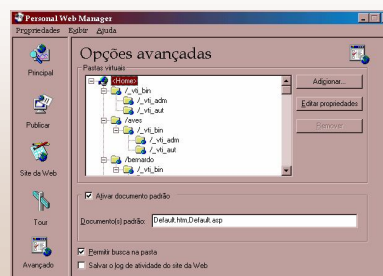 Personal Web Manager
Propriedades Exibir Ajuda
Principal
Publicar
Site da Web
Tour
Avançado
Opções avançadas
Pastas virtuais
<Home>
/_vti_bin
/_vti_adm
/_vti_aut
/aves
/_vti_bin
/_vti_adm
/_vti_aut
/bernardo
/_vti_bin
Adicionar...
Editar propriedades
Remover
Ativar documento padrão
Documento(s) padrão: Default.htm,Default.asp
Permitir busca na pasta
Salvar o log de atividade do site da Web